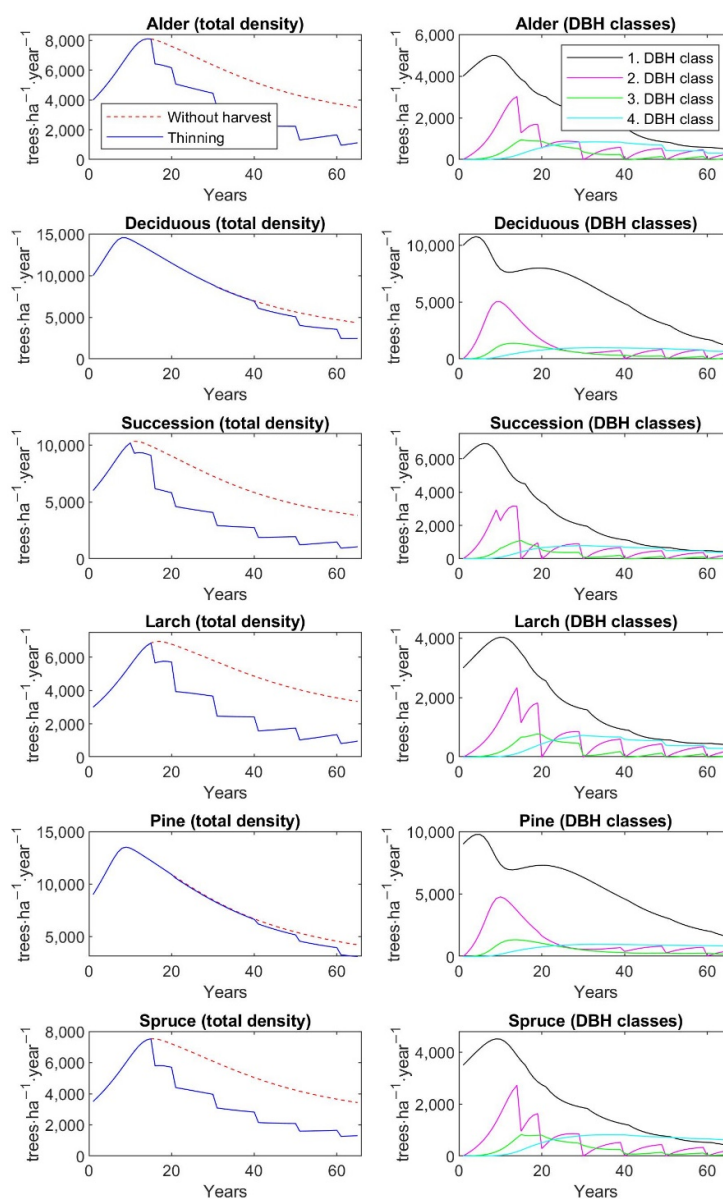 Alder (total density)
8,000
6,000
4,000
2,000
0
trees·ha⁻¹·year⁻¹
Without harvest
Thinning
0 20 40 60
Years
Alder (DBH classes)
6,000
4,000
2,000
0
trees·ha⁻¹·year⁻¹
1. DBH class
2. DBH class
3. DBH class
4. DBH class
0 20 40 60
Years
Deciduous (total density)
15,000
10,000
5,000
0
trees·ha⁻¹·year⁻¹
0 20 40 60
Years
Deciduous (DBH classes)
10,000
5,000
0
trees·ha⁻¹·year⁻¹
0 20 40 60
Years
Succession (total density)
10,000
5,000
0
trees·ha⁻¹·year⁻¹
0 20 40 60
Years
Succession (DBH classes)
6,000
4,000
2,000
0
trees·ha⁻¹·year⁻¹
0 20 40 60
Years
Larch (total density)
6,000
4,000
2,000
0
trees·ha⁻¹·year⁻¹
0 20 40 60
Years
Larch (DBH classes)
4,000
2,000
0
trees·ha⁻¹·year⁻¹
0 20 40 60
Years
Pine (total density)
15,000
10,000
5,000
trees·ha⁻¹·year⁻¹
0 20 40 60
Years
Pine (DBH classes)
10,000
5,000
0
trees·ha⁻¹·year⁻¹
0 20 40 60
Years
Spruce (total density)
8,000
6,000
4,000
2,000
0
trees·ha⁻¹·year⁻¹
0 20 40 60
Years
Spruce (DBH classes)
4,000
2,000
0
trees·ha⁻¹·year⁻¹
0 20 40 60
Years